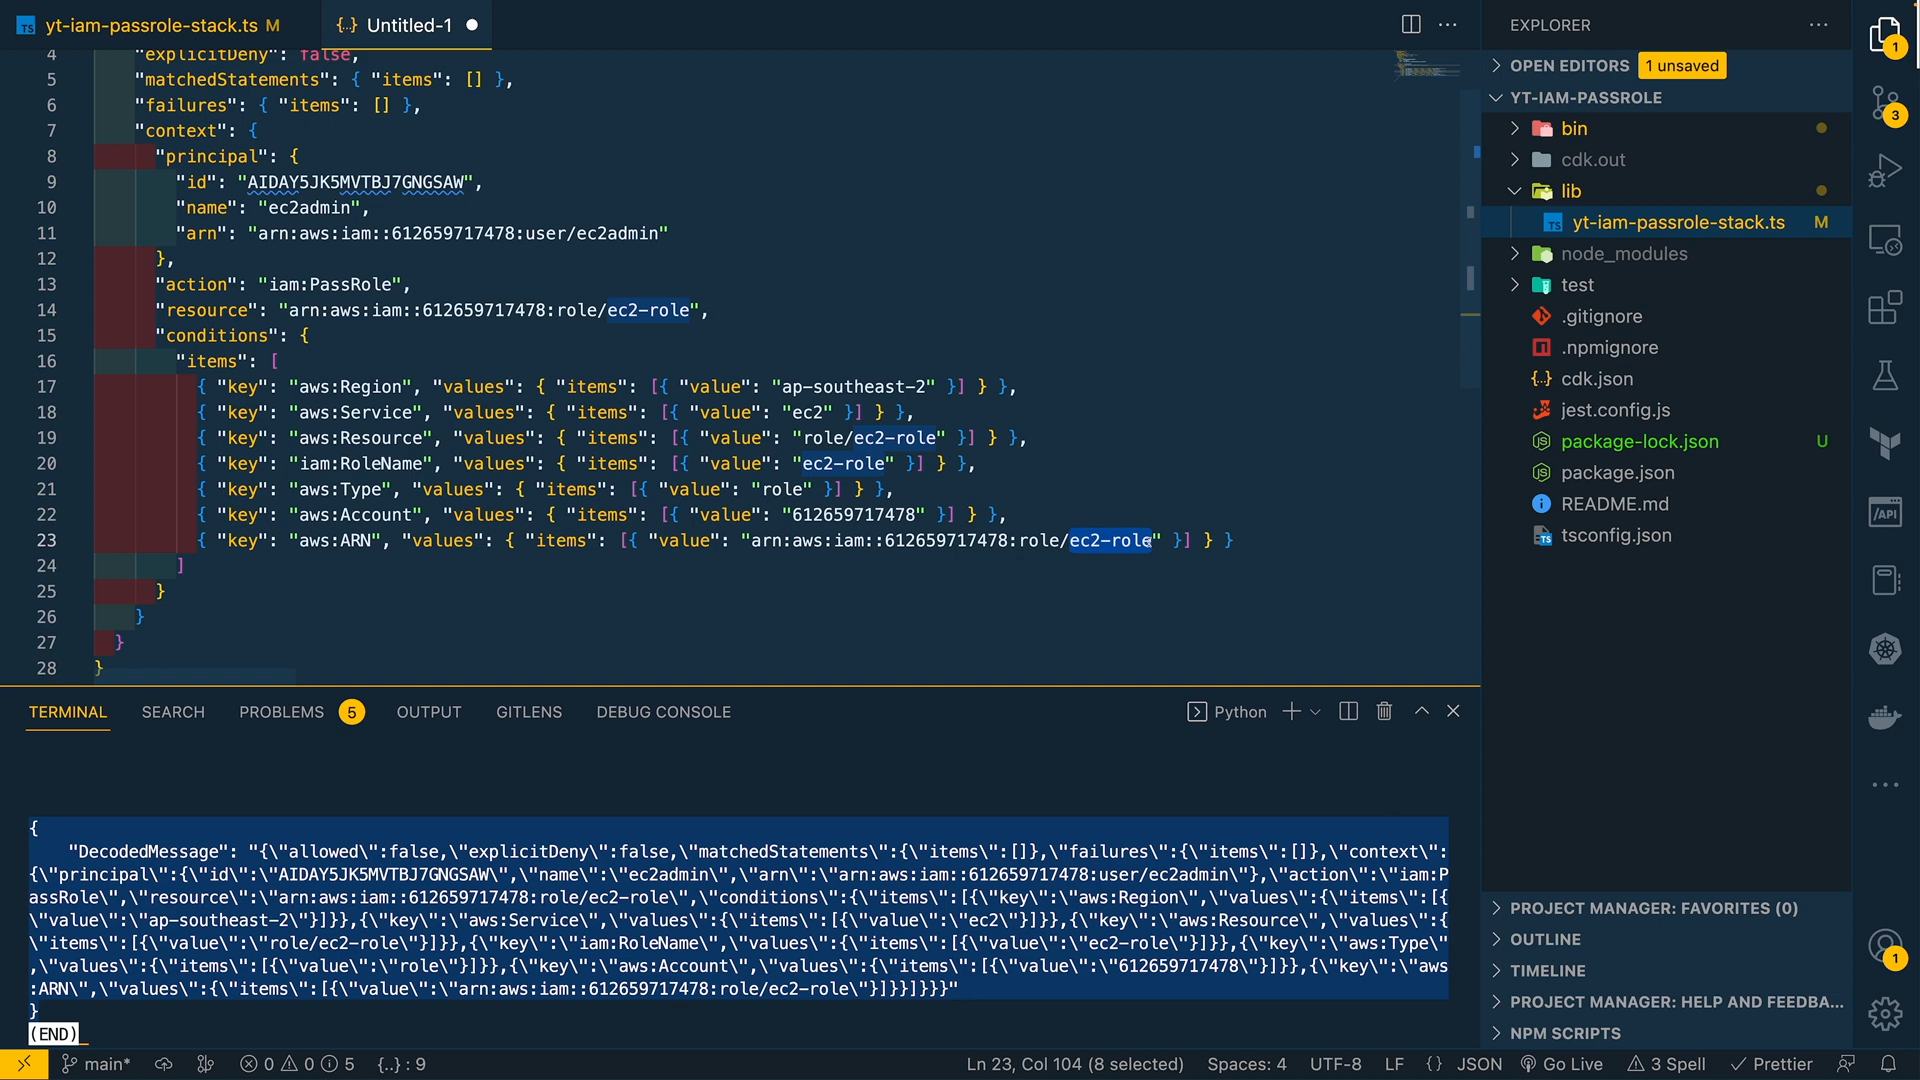 yt-iam-passrole-stack.ts M
{..} Untitled-1
EXPLORER
4 "explicitDeny": false,
5 "matchedStatements": { "items": [] },
6 "failures": { "items": [] },
7 "context": {
8 "principal": {
9 "id": "AIDAY5JK5MVTBJ7GNGSAW",
10 "name": "ec2admin",
11 "arn": "arn:aws:iam::612659717478:user/ec2admin"
12 },
13 "action": "iam:PassRole",
14 "resource": "arn:aws:iam::612659717478:role/ec2-role",
15 "conditions": {
16 "items": [
17 { "key": "aws:Region", "values": { "items": [{ "value": "ap-southeast-2" }] } },
18 { "key": "aws:Service", "values": { "items": [{ "value": "ec2" }] } },
19 { "key": "aws:Resource", "values": { "items": [{ "value": "role/ec2-role" }] } },
20 { "key": "iam:RoleName", "values": { "items": [{ "value": "ec2-role" }] } },
21 { "key": "aws:Type", "values": { "items": [{ "value": "role" }] } },
22 { "key": "aws:Account", "values": { "items": [{ "value": "612659717478" }] } },
23 { "key": "aws:ARN", "values": { "items": [{ "value": "arn:aws:iam::612659717478:role/ec2-role" }] } }
24 ]
25 }
26 }
27 }
28 }
OPEN EDITORS 1 unsaved
YT-IAM-PASSROLE
bin
cdk.out
lib
TS yt-iam-passrole-stack.ts M
node_modules
test
.gitignore
.npmignore
{..} cdk.json
jest.config.js
package-lock.json U
package.json
README.md
tsconfig.json
PROJECT MANAGER: FAVORITES (0)
OUTLINE
TIMELINE
PROJECT MANAGER: HELP AND FEEDBA...
NPM SCRIPTS
1
3
/API
1
TERMINAL SEARCH PROBLEMS 5 OUTPUT GITLENS DEBUG CONSOLE Python
{
"DecodedMessage": "{\"allowed\":false,\"explicitDeny\":false,\"matchedStatements\":{\"items\":[]},\"failures\":{\"items\":[]},\"context\":
{\"principal\":{\"id\":\"AIDAY5JK5MVTBJ7GNGSAW\",\"name\":\"ec2admin\",\"arn\":\"arn:aws:iam::612659717478:user/ec2admin\"},\"action\":\"iam:P
assRole\",\"resource\":\"arn:aws:iam::612659717478:role/ec2-role\",\"conditions\":{\"items\":[{\"key\":\"aws:Region\",\"values\":{\"items\":[{
\"value\":\"ap-southeast-2\"}]}},{\"key\":\"aws:Service\",\"values\":{\"items\":[{\"value\":\"ec2\"}]}},{\"key\":\"aws:Resource\",\"values\":{
\"items\":[{\"value\":\"role/ec2-role\"}]}},{\"key\":\"iam:RoleName\",\"values\":{\"items\":[{\"value\":\"ec2-role\"}]}},{\"key\":\"aws:Type\"
,\"values\":{\"items\":[{\"value\":\"role\"}]}},{\"key\":\"aws:Account\",\"values\":{\"items\":[{\"value\":\"612659717478\"}]}},{\"key\":\"aws
:ARN\",\"values\":{\"items\":[{\"value\":\"arn:aws:iam::612659717478:role/ec2-role\"}]}}]}}}"
}
(END)
main* 0 0 5 {..} : 9 Ln 23, Col 104 (8 selected) Spaces: 4 UTF-8 LF {} JSON Go Live 3 Spell Prettier